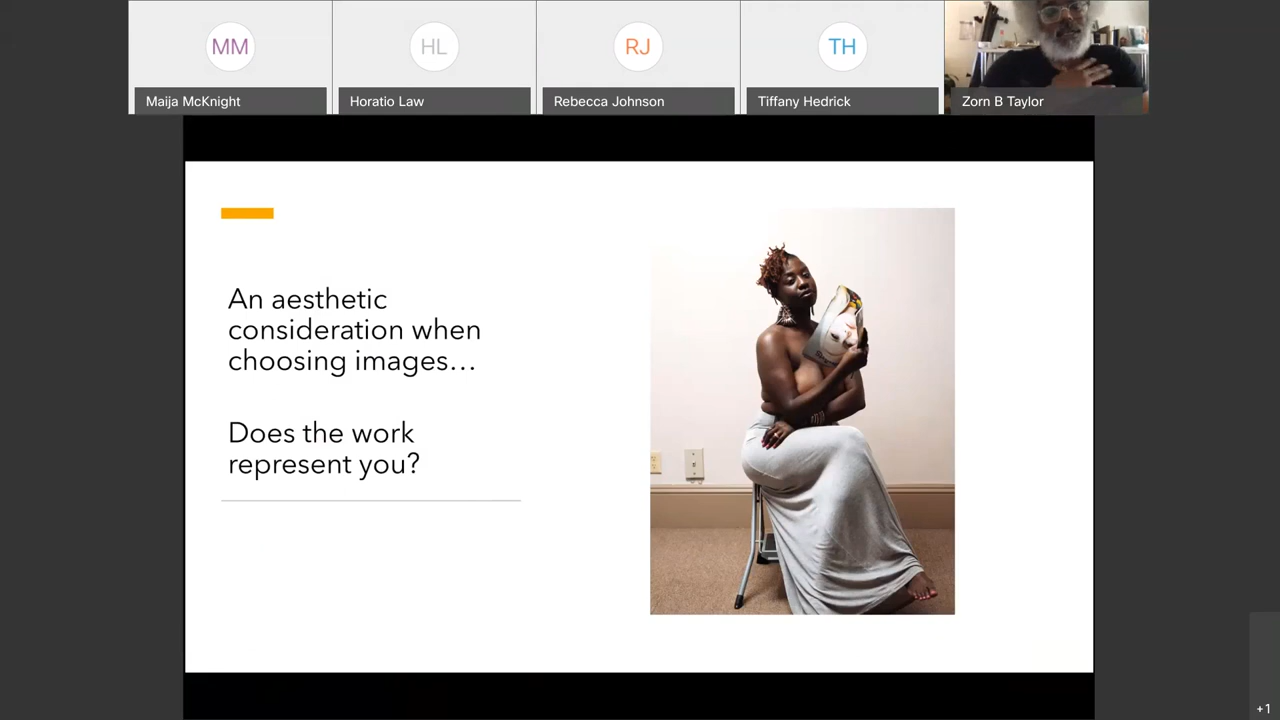 MM
HL
RJ
TH
Maija McKnight
Horatio Law
Rebecca Johnson
Tiffany Hedrick
Zorn B Taylor
An aesthetic
consideration when
choosing images…
Does the work
represent you?
+1